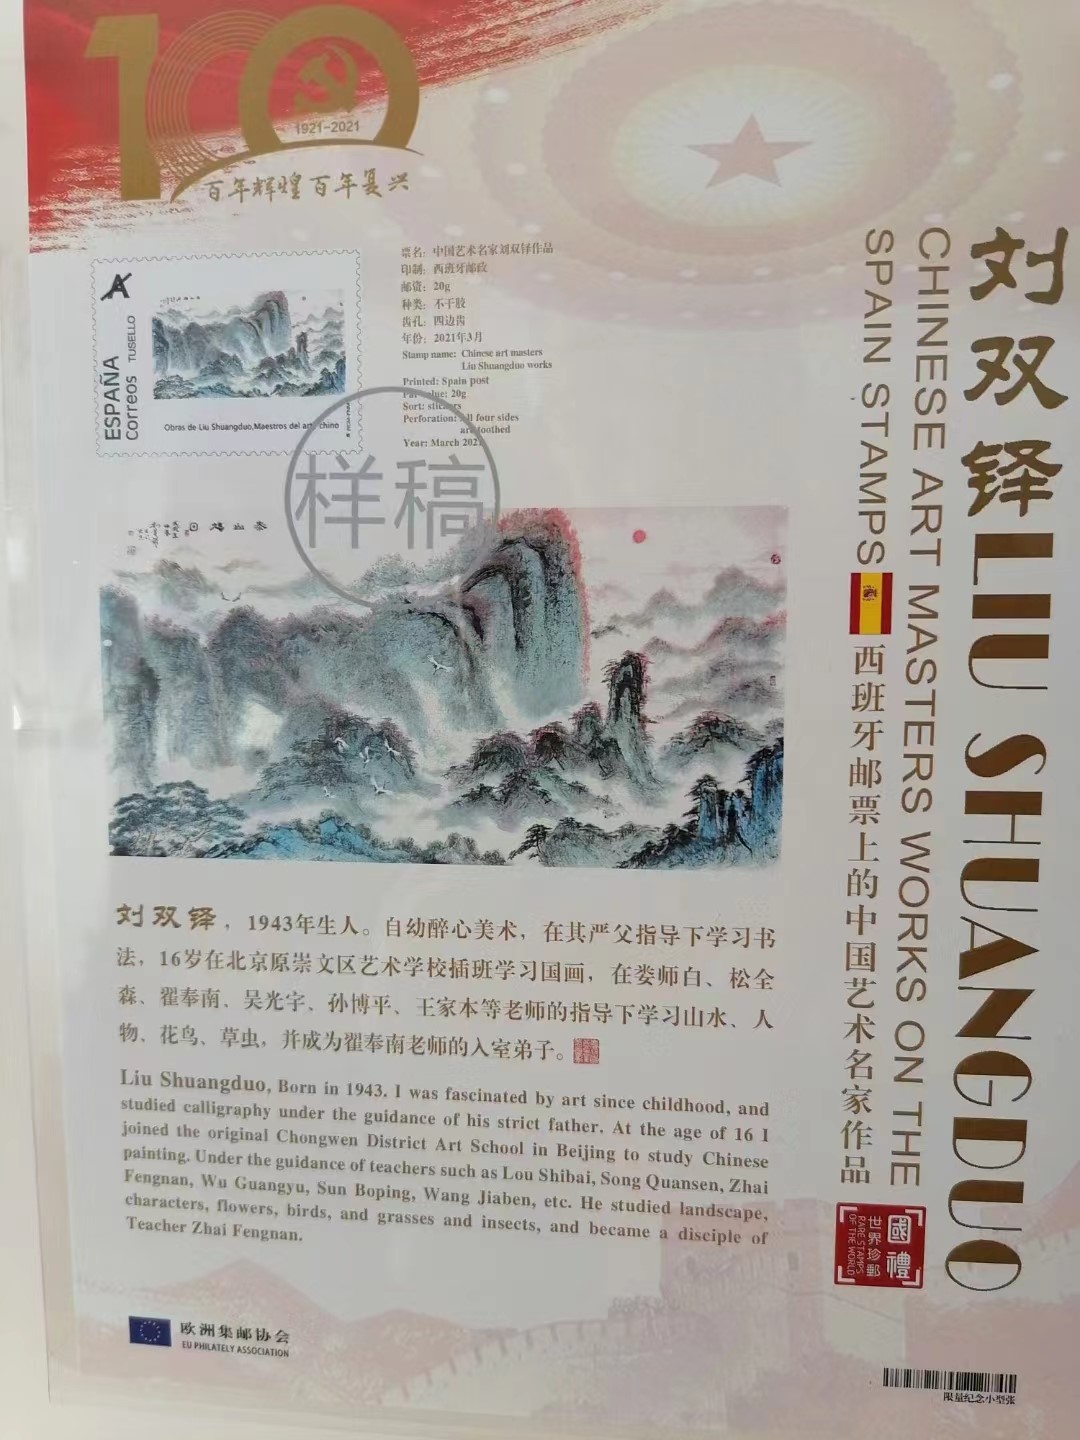 100
1921-2021
百年辉煌 百年复兴
A
ESPAÑA
Correos
TUSELLO
Obras de Liu Shuangduo,Maestros del arte chino
票名：中国艺术名家刘双铎作品
印制：西班牙邮政
邮资：20g
种类：不干胶
齿孔：四边齿
年份：2021年3月
Stamp name: Chinese art masters
Liu Shuangduo works
Printed: Spain post
Par value: 20g
Sort: stickers
Perforation: All four sides
are toothed
Year: March 2021
样稿
刘双铎
LIU SHUANGDUO
CHINESE ART MASTERS WORKS ON THE
SPAIN STAMPS
西班牙邮票上的中国艺术名家作品
刘双铎，1943年生人。自幼醉心美术，在其严父指导下学习书
法，16岁在北京原崇文区艺术学校插班学习国画，在娄师白、松全
森、翟奉南、吴光宇、孙博平、王家本等老师的指导下学习山水、人
物、花鸟、草虫，并成为翟奉南老师的入室弟子。
Liu Shuangduo, Born in 1943. I was fascinated by art since childhood, and
studied calligraphy under the guidance of his strict father. At the age of 16 I
joined the original Chongwen District Art School in Beijing to study Chinese
painting. Under the guidance of teachers such as Lou Shibai, Song Quansen, Zhai
Fengnan, Wu Guangyu, Sun Boping, Wang Jiaben, etc. He studied landscape,
characters, flowers, birds, and grasses and insects, and became a disciple of
Teacher Zhai Fengnan.
國禮
世界珍郵
RARE STAMPS
OF THE WORLD
欧洲集邮协会
EU PHILATELY ASSOCIATION
限量纪念小型张